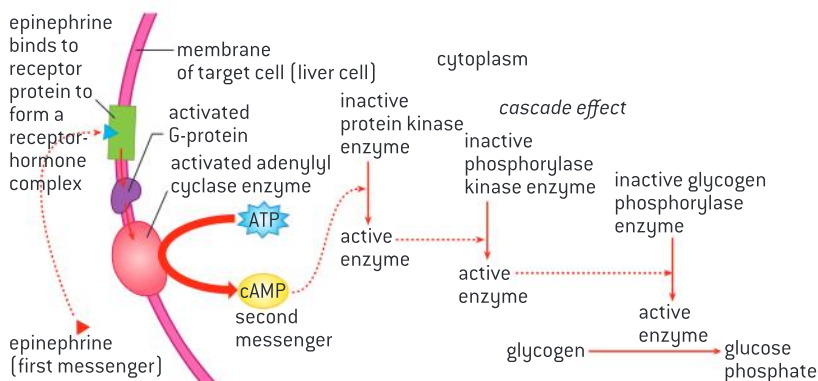 epinephrine
binds to
receptor
protein to
form a
receptor-
hormone
complex
membrane
of target cell (liver cell)
activated
G-protein
activated adenylyl
cyclase enzyme
ATP
cAMP
second
messenger
epinephrine
(first messenger)
cytoplasm
cascade effect
inactive
protein kinase
enzyme
active
enzyme
inactive
phosphorylase
kinase enzyme
active
enzyme
inactive glycogen
phosphorylase
enzyme
active
enzyme
glycogen
glucose
phosphate